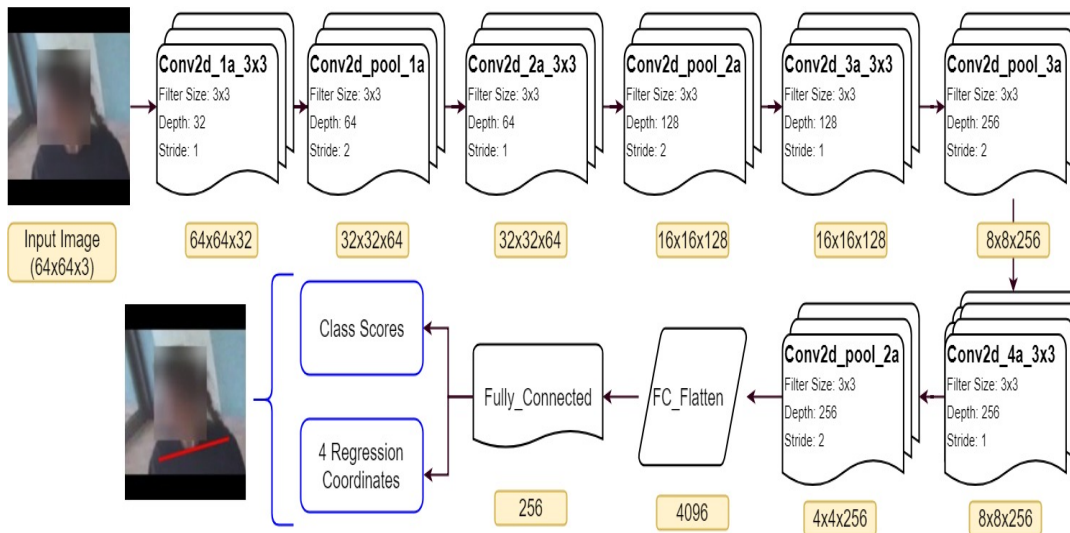 Conv2d_1a_3x3
Filter Size: 3x3
Depth: 32
Stride: 1
Conv2d_pool_1a
Filter Size: 3x3
Depth: 64
Stride: 2
Conv2d_2a_3x3
Filter Size: 3x3
Depth: 64
Stride: 1
Conv2d_pool_2a
Filter Size: 3x3
Depth: 128
Stride: 2
Conv2d_3a_3x3
Filter Size: 3x3
Depth: 128
Stride: 1
Conv2d_pool_3a
Filter Size: 3x3
Depth: 256
Stride: 2
Input Image
(64x64x3)
64x64x32
32x32x64
32x32x64
16x16x128
16x16x128
8x8x256
Conv2d_4a_3x3
Filter Size: 3x3
Depth: 256
Stride: 1
8x8x256
Conv2d_pool_2a
Filter Size: 3x3
Depth: 256
Stride: 2
4x4x256
FC_Flatten
4096
Fully_Connected
256
Class Scores
4 Regression
Coordinates